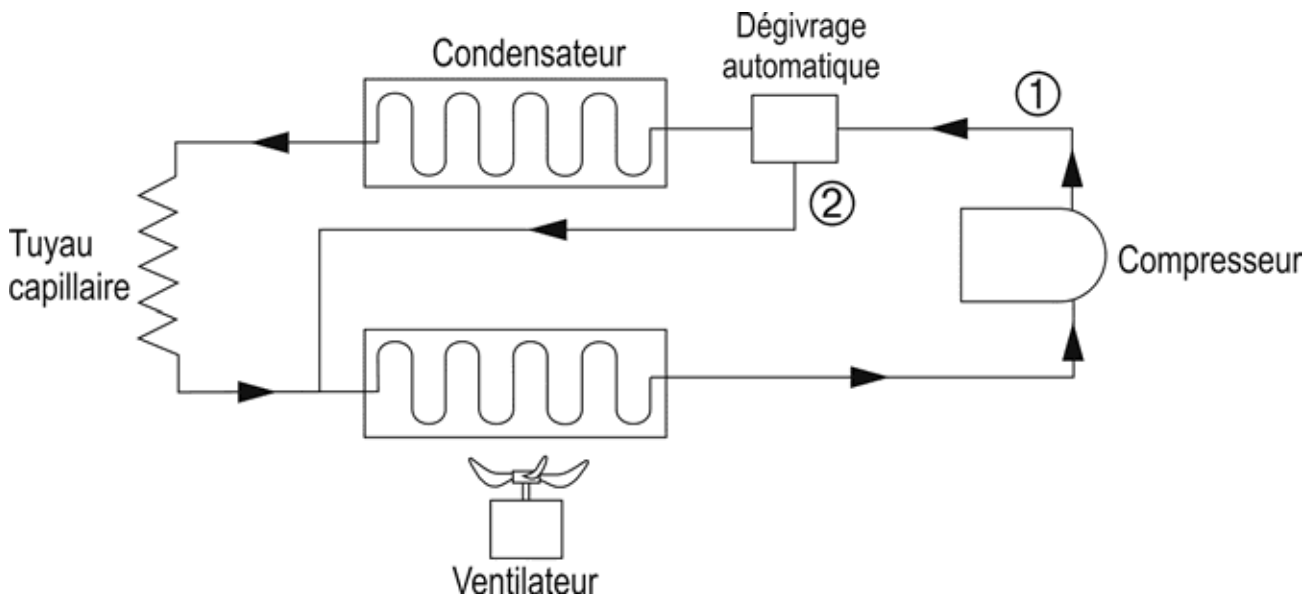 Dégivrage
automatique
Condensateur
①
②
Tuyau
capillaire
Compresseur
Ventilateur